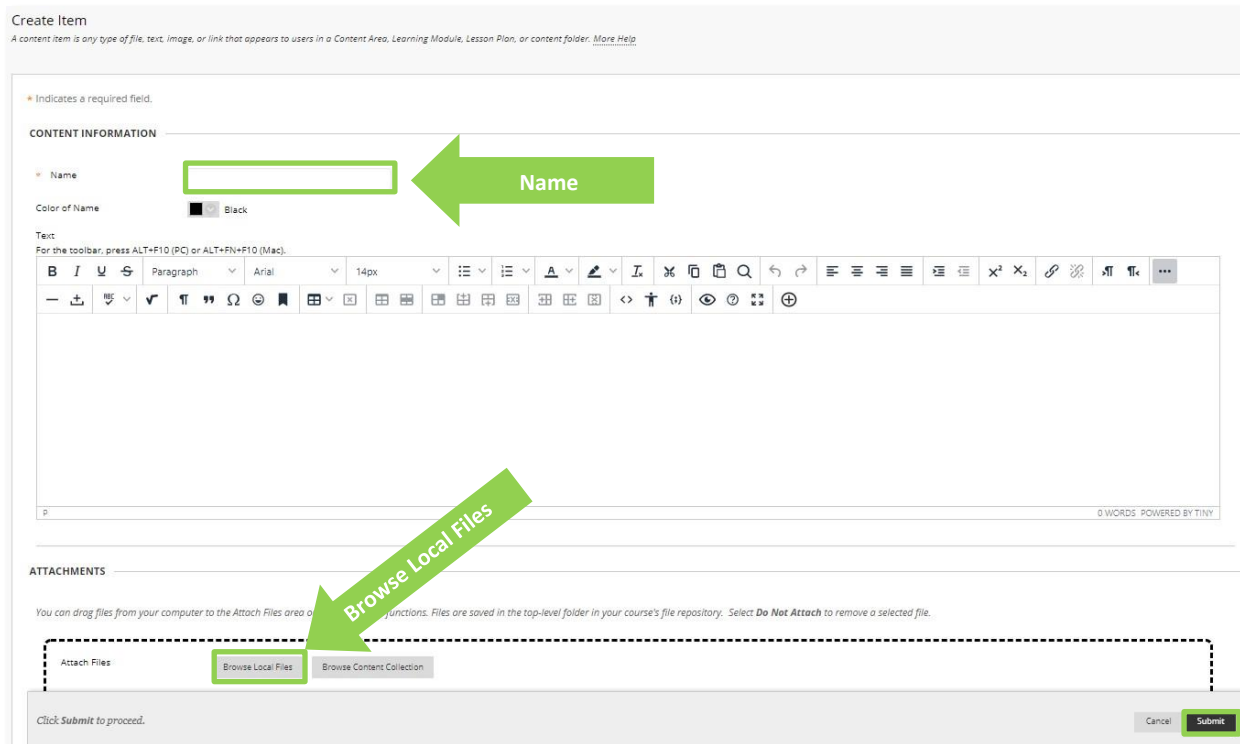 Create Item
A content item is any type of file, text, image, or link that appears to users in a Content Area, Learning Module, Lesson Plan, or content folder. More Help
* Indicates a required field.
CONTENT INFORMATION
* Name
Name
Color of Name Black
Text
For the toolbar, press ALT+F10 (PC) or ALT+FN+F10 (Mac).
B I U S Paragraph Arial 14px
P 0 WORDS POWERED BY TINY
Browse Local Files
ATTACHMENTS
You can drag files from your computer to the Attach Files area o unctions. Files are saved in the top-level folder in your course's file repository. Select Do Not Attach to remove a selected file.
Attach Files Browse Local Files Browse Content Collection
Click Submit to proceed. Cancel Submit